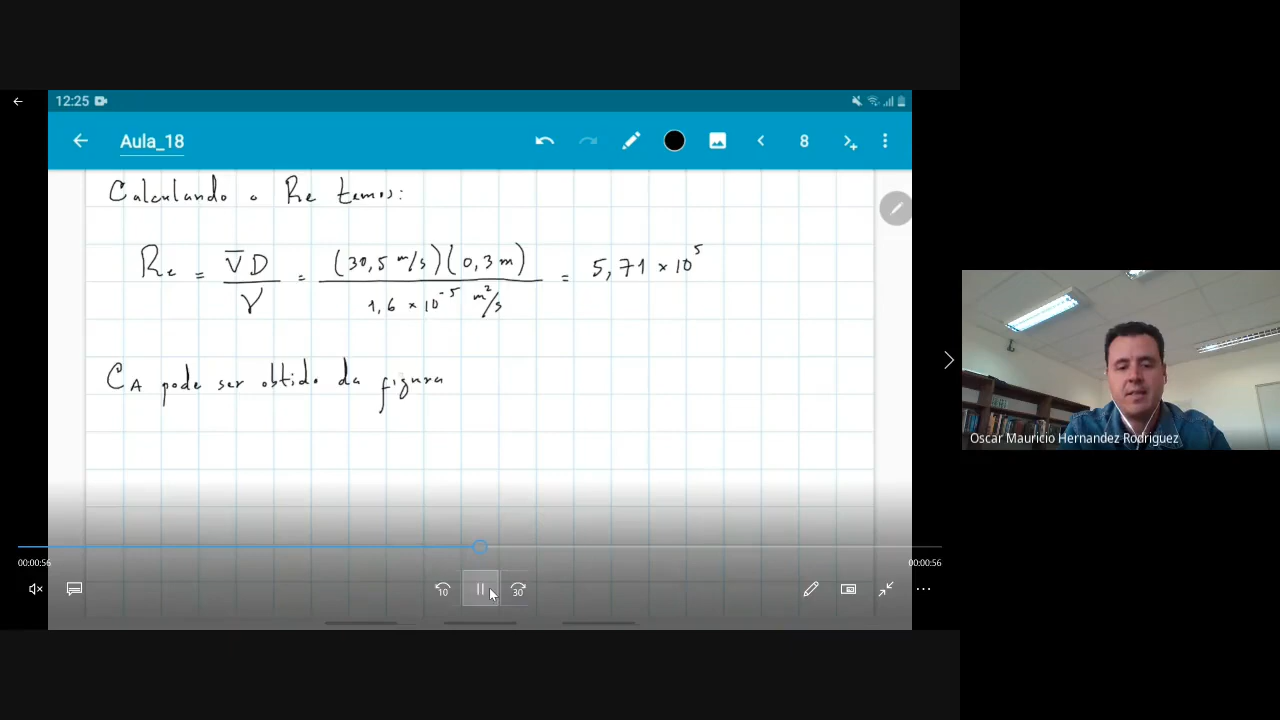 12:25
Aula_18
8
Calculando o Re temos:
Re = V̅D/ν = (30,5 m/s)(0,3 m)/1,6 × 10⁻⁵ m²/s = 5,71 × 10⁵
CA pode ser obtido da figura
Oscar Mauricio Hernandez Rodriguez
00:00:56
00:00:56
10
30